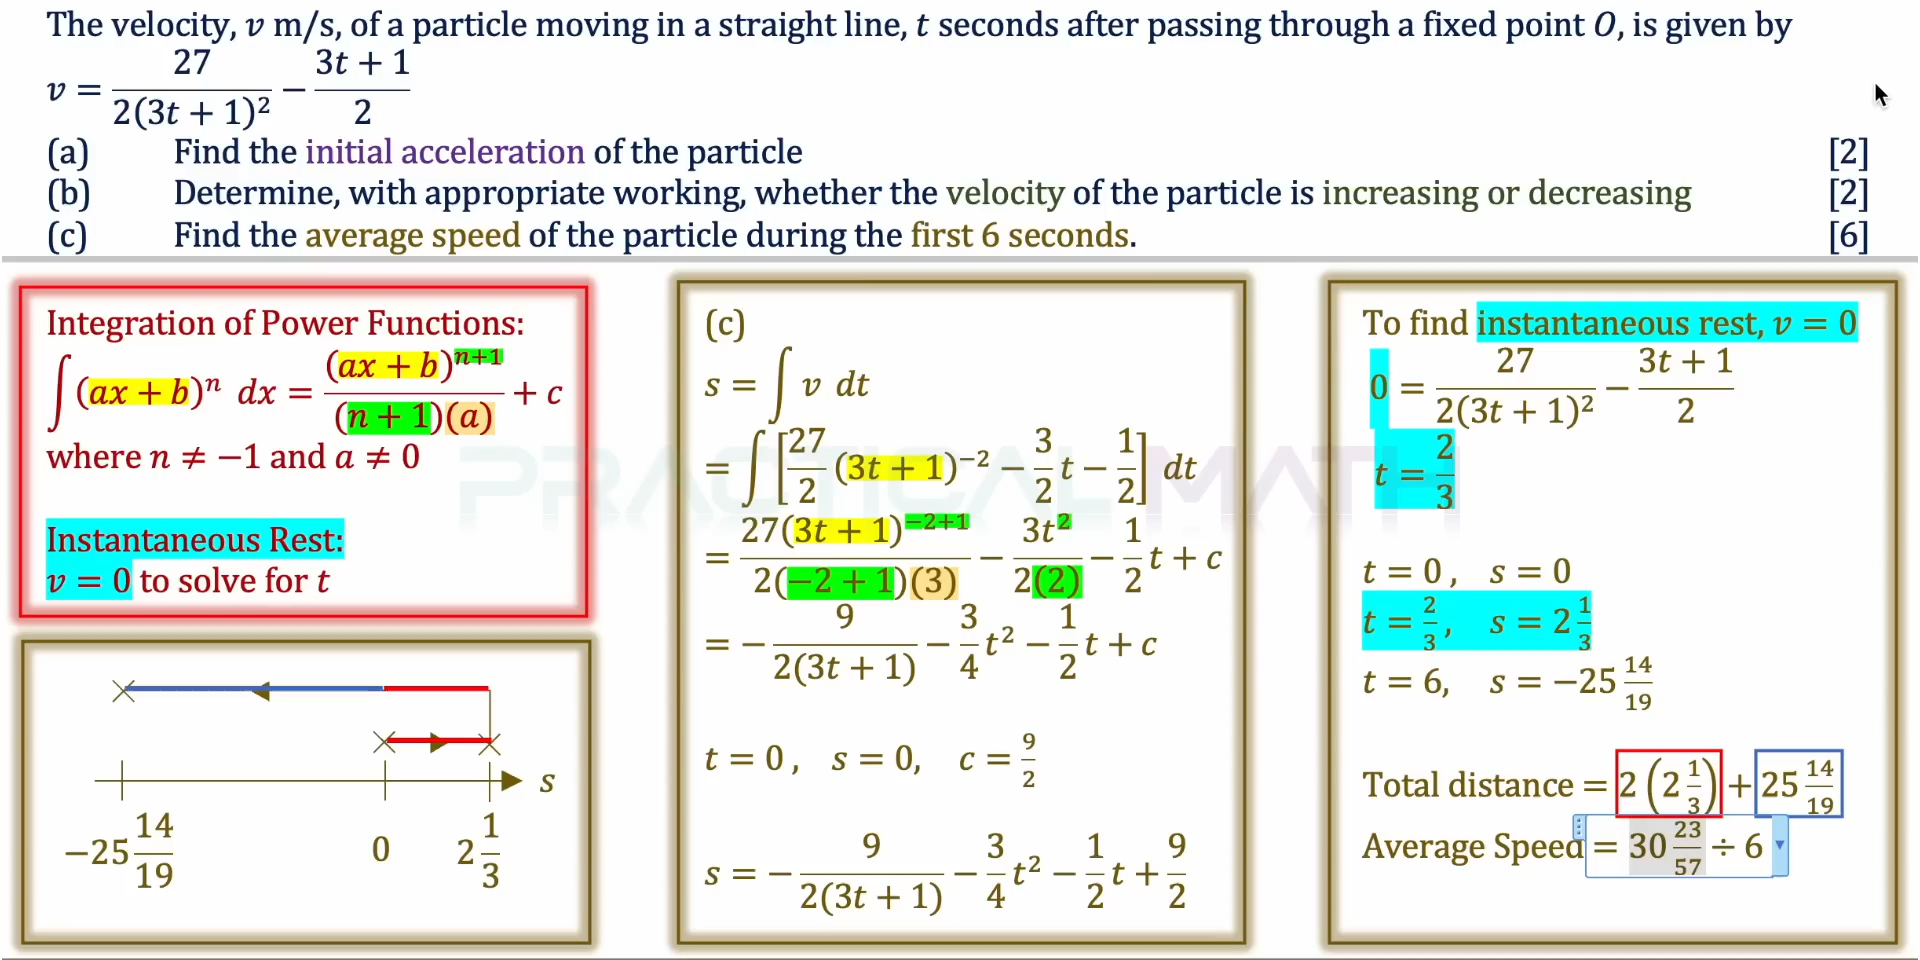 The velocity, v m/s, of a particle moving in a straight line, t seconds after passing through a fixed point O, is given by
v = 27/(2(3t + 1)²) − (3t + 1)/2
(a) Find the initial acceleration of the particle [2]
(b) Determine, with appropriate working, whether the velocity of the particle is increasing or decreasing [2]
(c) Find the average speed of the particle during the first 6 seconds. [6]
Integration of Power Functions:
∫(ax + b)ⁿ dx = (ax + b)ⁿ⁺¹/((n + 1)(a)) + c
where n ≠ −1 and a ≠ 0
Instantaneous Rest:
v = 0 to solve for t
s
−25 14/19 0 2 1/3
(c)
s = ∫ v dt
= ∫ [27/2 (3t + 1)⁻² − 3/2 t − 1/2] dt
= 27(3t + 1)⁻²⁺¹/(2(−2 + 1)(3)) − 3t²/(2(2)) − 1/2 t + c
= − 9/(2(3t + 1)) − 3/4 t² − 1/2 t + c
t = 0, s = 0, c = 9/2
s = − 9/(2(3t + 1)) − 3/4 t² − 1/2 t + 9/2
To find instantaneous rest, v = 0
0 = 27/(2(3t + 1)²) − (3t + 1)/2
t = 2/3
t = 0, s = 0
t = 2/3, s = 2 1/3
t = 6, s = −25 14/19
Total distance = 2 (2 1/3) + 25 14/19
Average Speed = 30 23/57 ÷ 6
PRACTICAL MATH